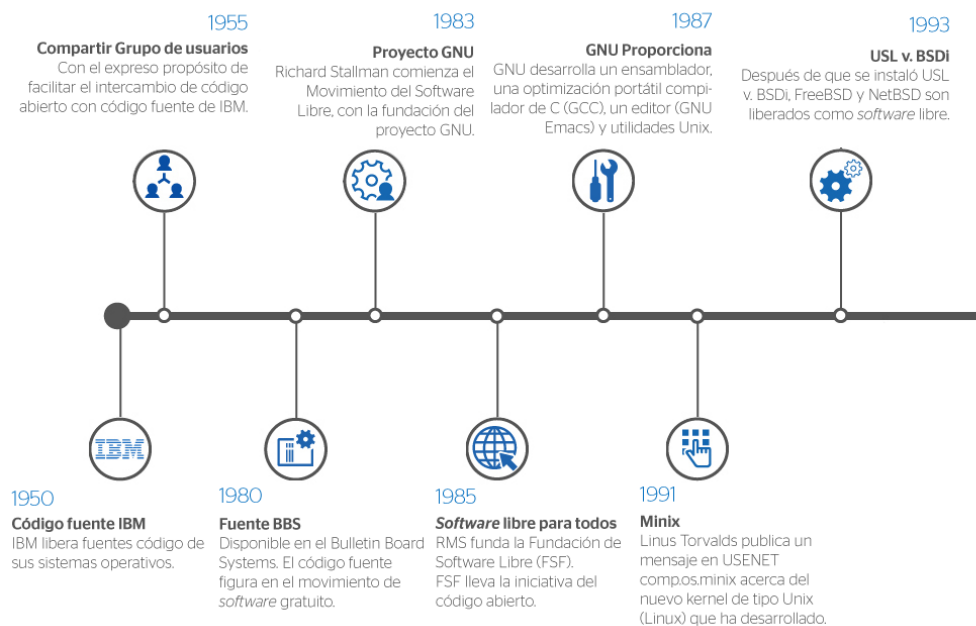 1955
Compartir Grupo de usuarios
Con el expreso propósito de
facilitar el intercambio de código
abierto con código fuente de IBM.
1983
Proyecto GNU
Richard Stallman comienza el
Movimiento del Software
Libre, con la fundación del
proyecto GNU.
1987
GNU Proporciona
GNU desarrolla un ensamblador,
una optimización portátil compi-
lador de C (GCC), un editor (GNU
Emacs) y utilidades Unix.
1993
USL v. BSDi
Después de que se instaló USL
v. BSDi, FreeBSD y NetBSD son
liberados como software libre.
IBM
1950
Código fuente IBM
IBM libera fuentes código de
sus sistemas operativos.
1980
Fuente BBS
Disponible en el Bulletin Board
Systems. El código fuente
figura en el movimiento de
software gratuito.
1985
Software libre para todos
RMS funda la Fundación de
Software Libre (FSF).
FSF lleva la iniciativa del
código abierto.
1991
Minix
Linus Torvalds publica un
mensaje en USENET
comp.os.minix acerca del
nuevo kernel de tipo Unix
(Linux) que ha desarrollado.